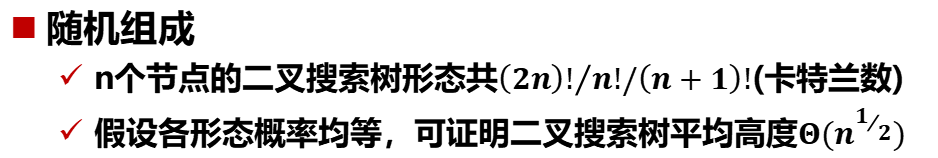 随机组成
n个节点的二叉搜索树形态共(2n)!/n!/(n + 1)!(卡特兰数)
假设各形态概率均等，可证明二叉搜索树平均高度Θ(n^1/2)